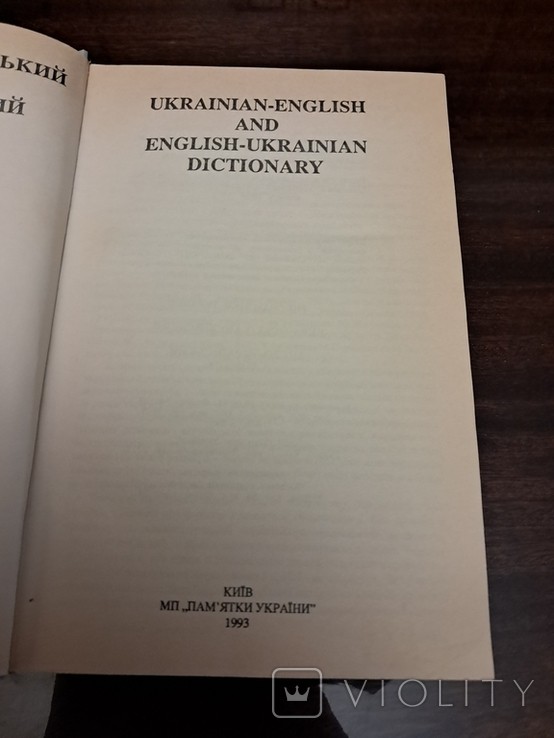 ЬКИЙ
ИЙ
UKRAINIAN-ENGLISH
AND
ENGLISH-UKRAINIAN
DICTIONARY
КИЇВ
МП „ПАМ'ЯТКИ УКРАЇНИ"
1993
VIOLITY